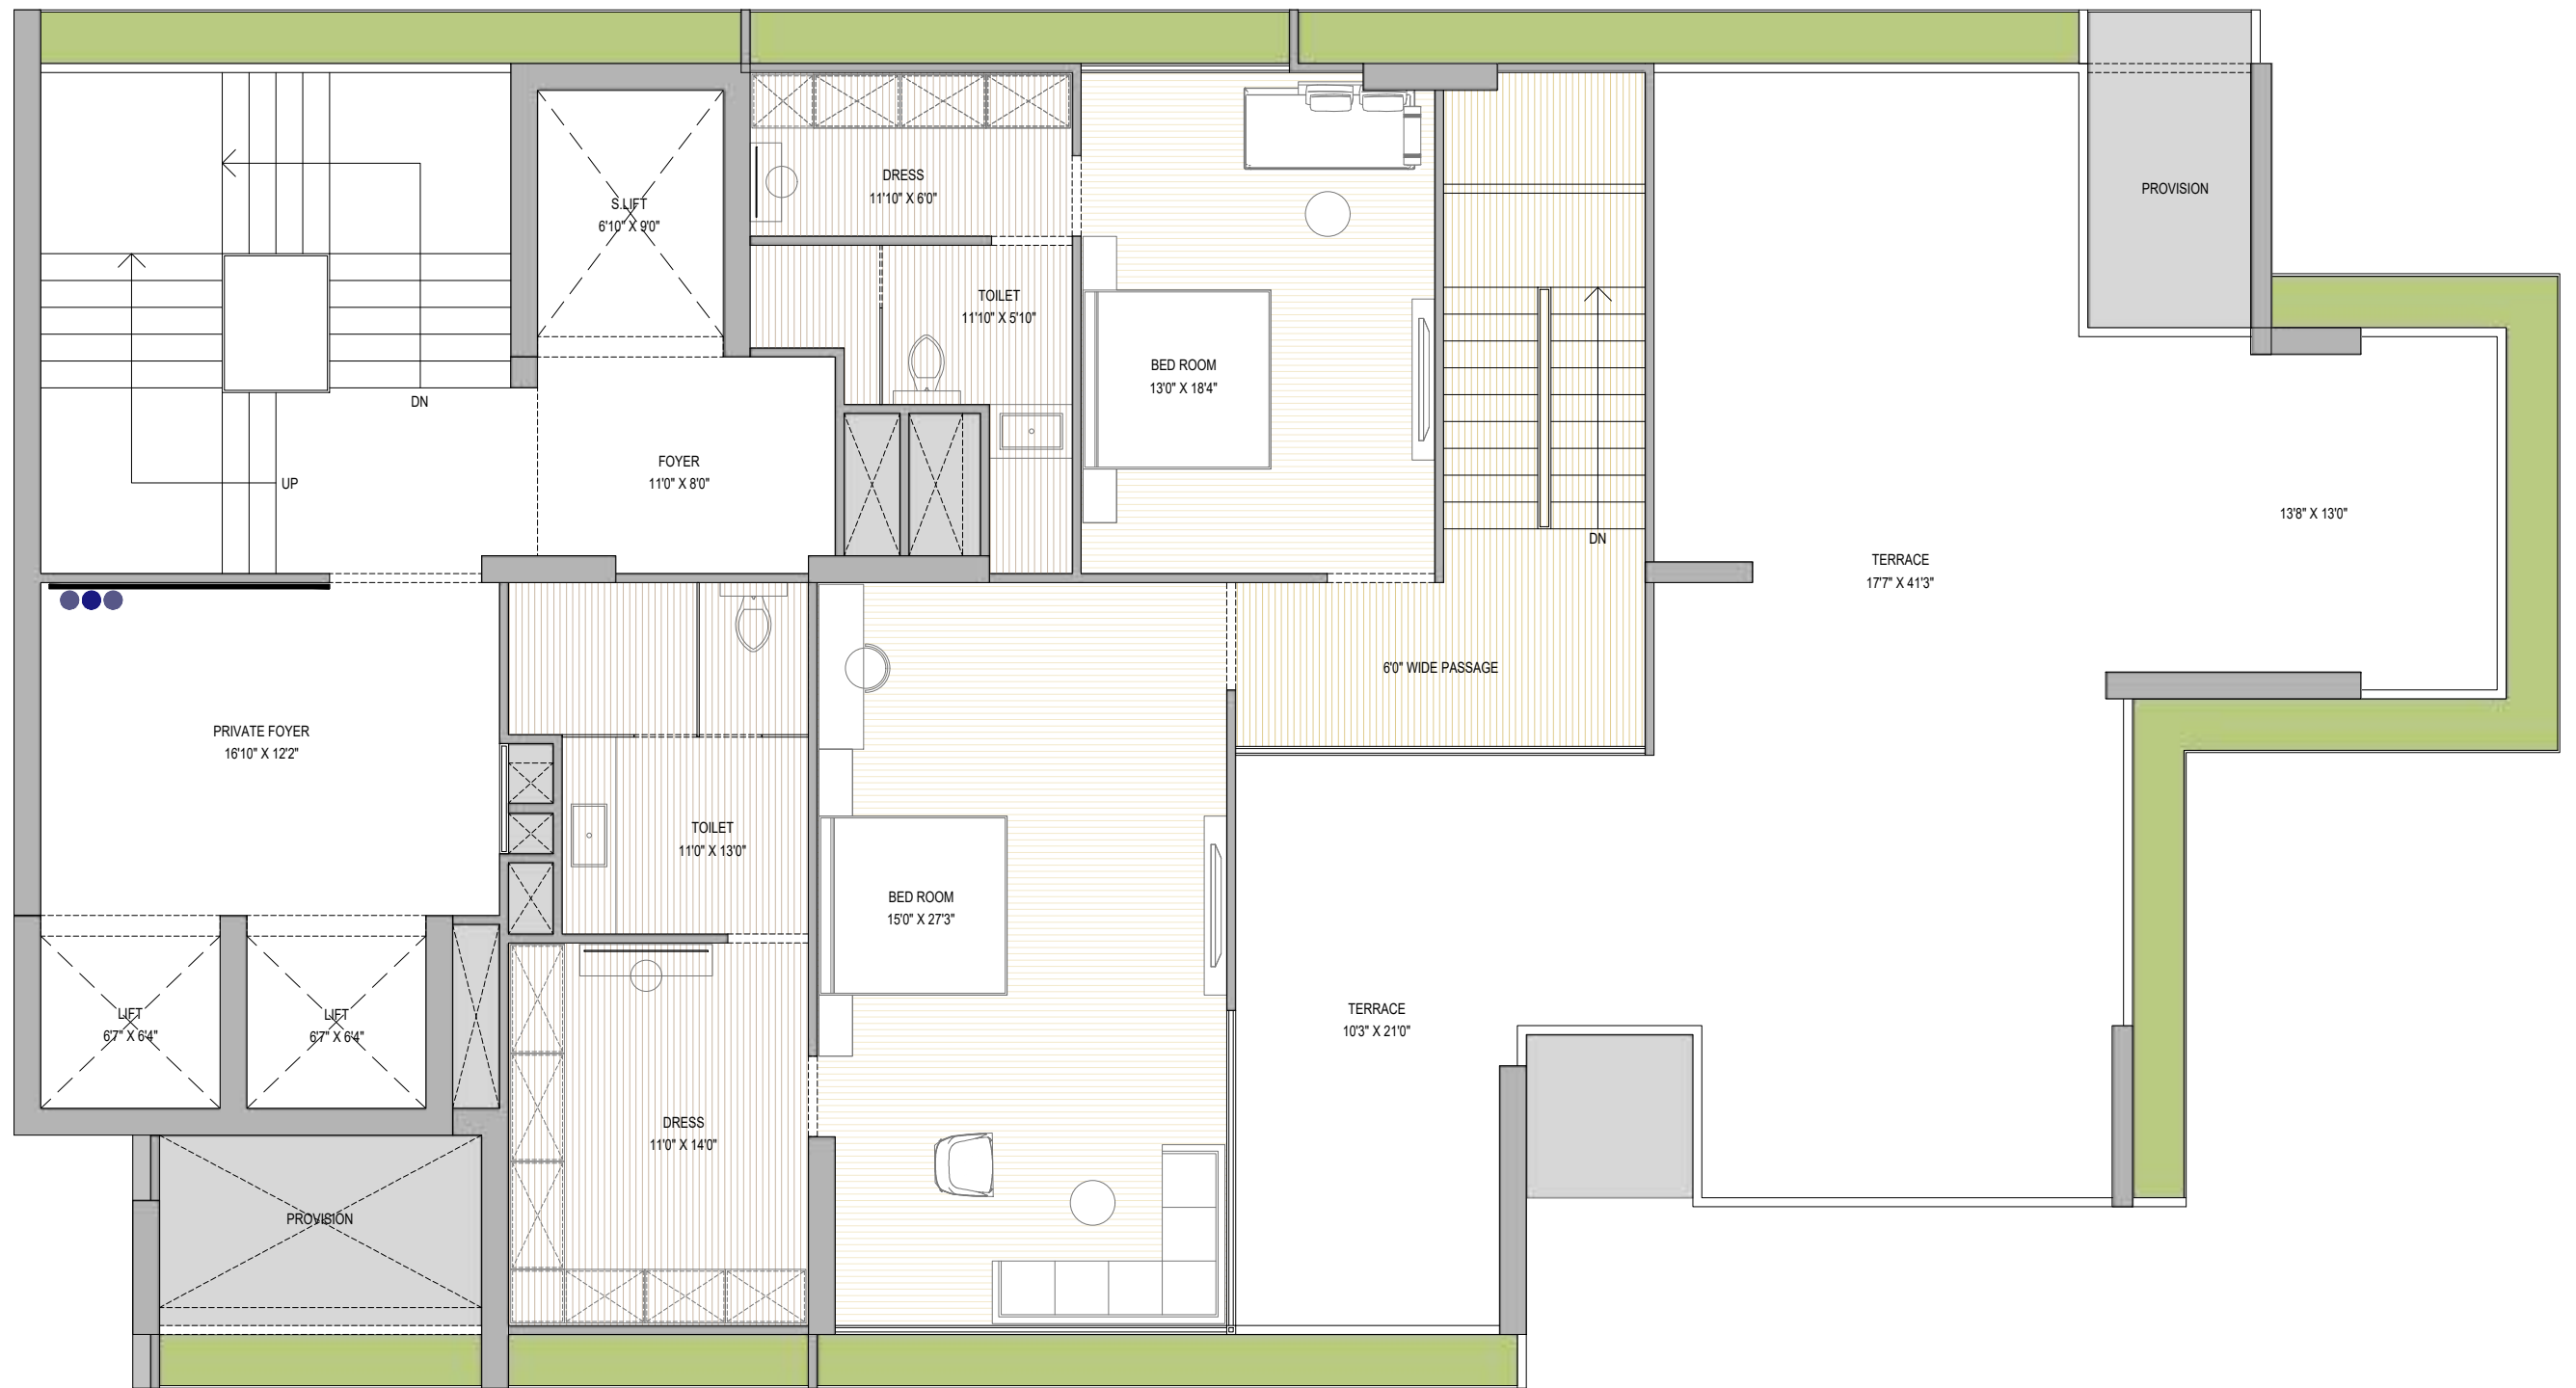 DRESS
11'10" X 6'0"
PROVISION
S.LIFT
6'10" X 9'0"
TOILET
11'10" X 5'10"
BED ROOM
13'0" X 18'4"
DN
FOYER
11'0" X 8'0"
UP
DN
13'8" X 13'0"
TERRACE
17'7" X 41'3"
6'0" WIDE PASSAGE
PRIVATE FOYER
16'10" X 12'2"
TOILET
11'0" X 13'0"
BED ROOM
15'0" X 27'3"
LIFT
6'7" X 6'4"
LIFT
6'7" X 6'4"
TERRACE
10'3" X 21'0"
DRESS
11'0" X 14'0"
PROVISION